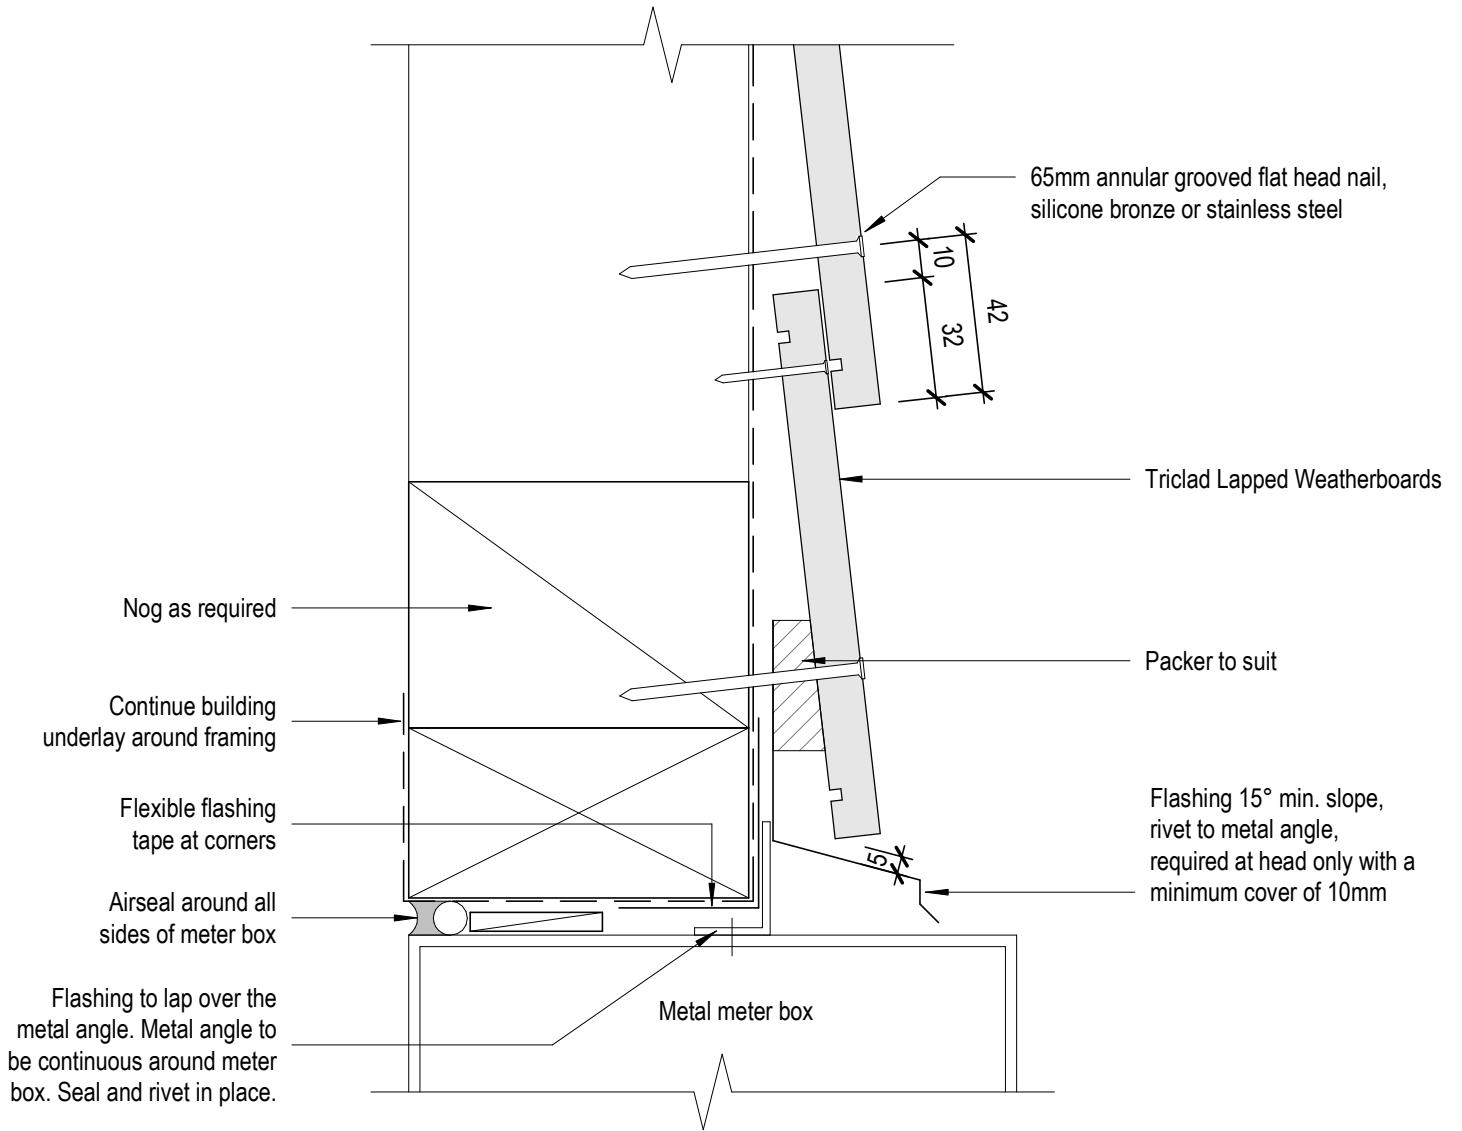 65mm annular grooved flat head nail,
silicone bronze or stainless steel
10
42
32
Triclad Lapped Weatherboards
Nog as required
Packer to suit
Continue building
underlay around framing
Flexible flashing
tape at corners
Flashing 15° min. slope,
rivet to metal angle,
required at head only with a
minimum cover of 10mm
5
Airseal around all
sides of meter box
Flashing to lap over the
metal angle. Metal angle to
be continuous around meter
box. Seal and rivet in place.
Metal meter box